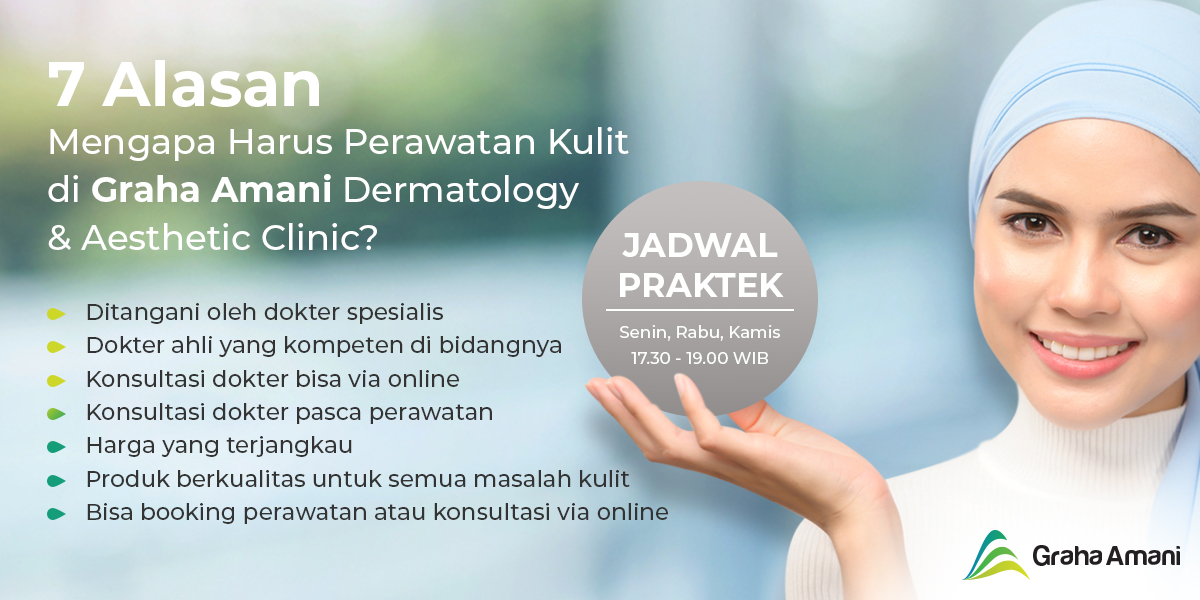 7 Alasan
Mengapa Harus Perawatan Kulit
di Graha Amani Dermatology
& Aesthetic Clinic?
Ditangani oleh dokter spesialis
Dokter ahli yang kompeten di bidangnya
Konsultasi dokter bisa via online
Konsultasi dokter pasca perawatan
Harga yang terjangkau
Produk berkualitas untuk semua masalah kulit
Bisa booking perawatan atau konsultasi via online
JADWAL
PRAKTEK
Senin, Rabu, Kamis
17.30 - 19.00 WIB
Graha Amani